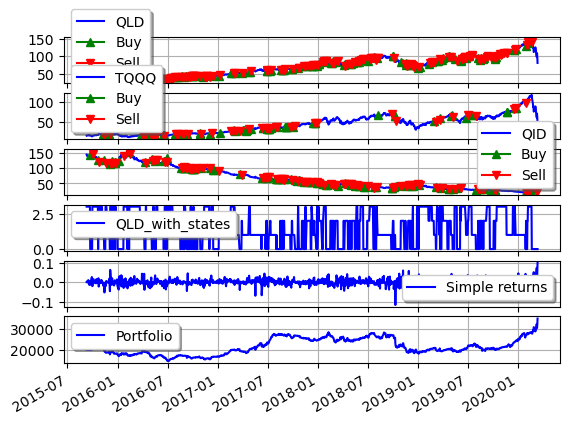 QLD
Buy
Sell
150
100
50
TQQQ
Buy
Sell
100
50
QID
Buy
Sell
150
100
50
QLD_with_states
2.5
0.0
Simple returns
0.1
0.0
−0.1
Portfolio
30000
20000
2015-07 2016-01 2016-07 2017-01 2017-07 2018-01 2018-07 2019-01 2019-07 2020-01